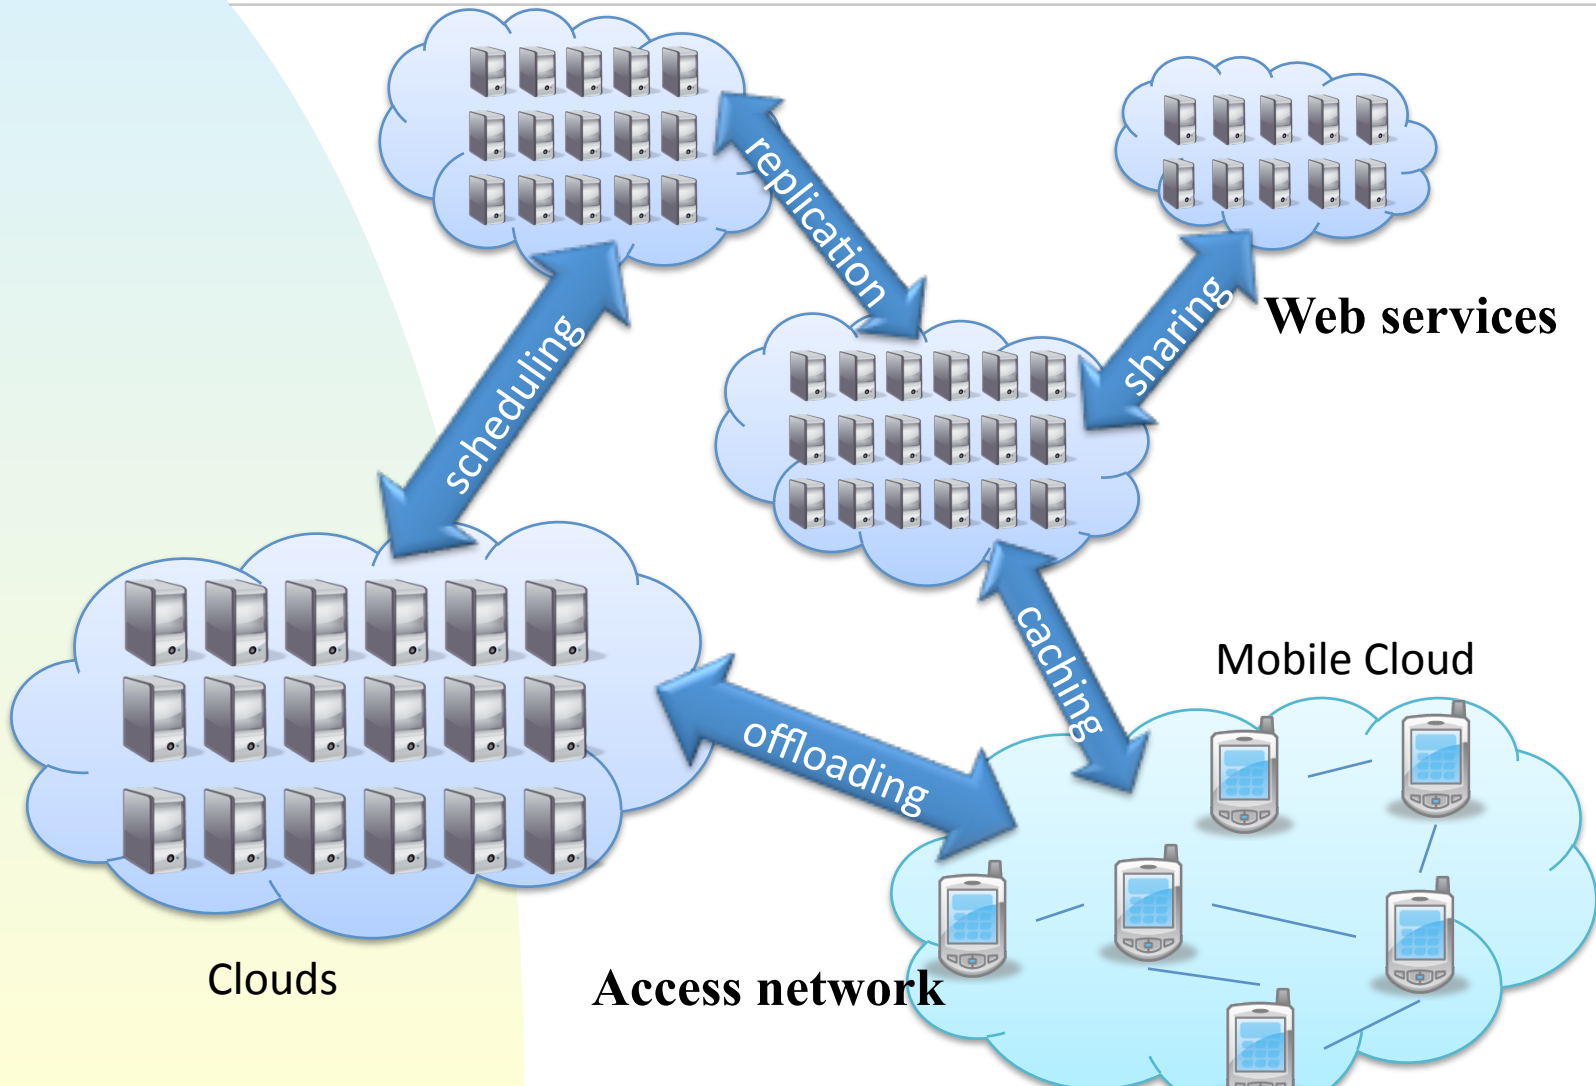 replication
sharing
Web services
scheduling
caching
Mobile Cloud
offloading
Clouds
Access network